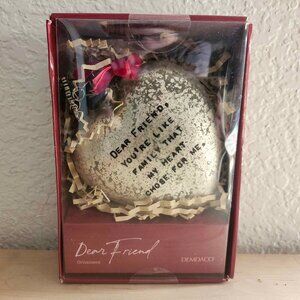 DEAR FRIEND,
YOU'RE LIKE
FAMILY THAT
MY HEART
CHOSE FOR ME.
Dear Friend
Ornament
DEMDACO